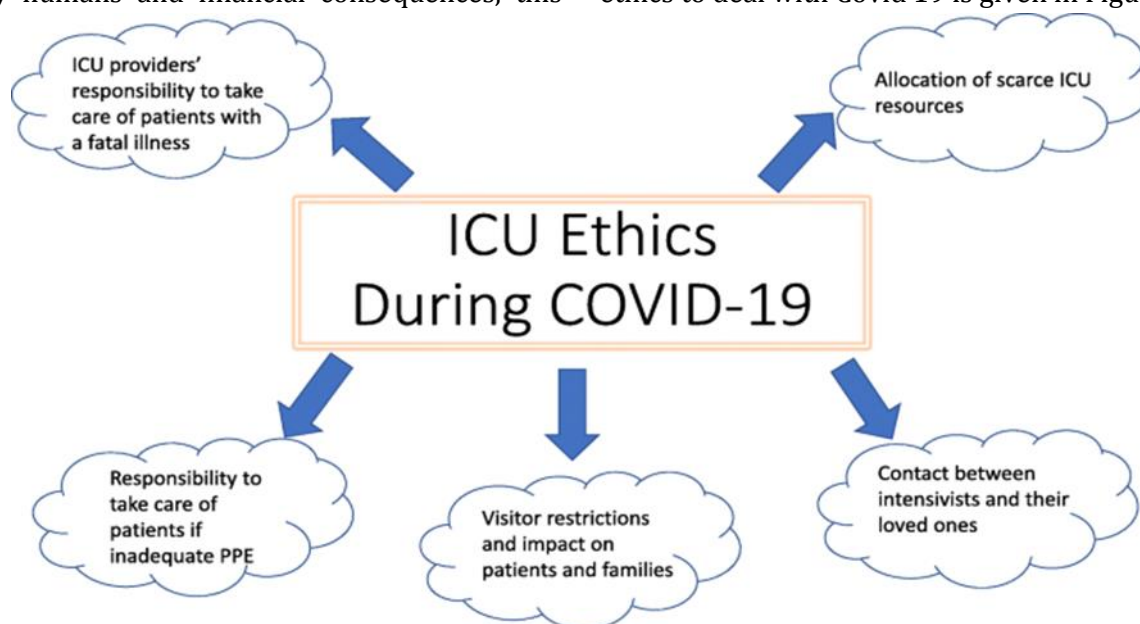 humans and financial consequences, this
ethics to deal with Covid 19 is given in Figu
ICU providers’
responsibility to take
care of patients with
a fatal illness
Allocation of scarce ICU
resources
ICU Ethics
During COVID-19
Responsibility to
take care of
patients if
inadequate PPE
Visitor restrictions
and impact on
patients and families
Contact between
intensivists and their
loved ones